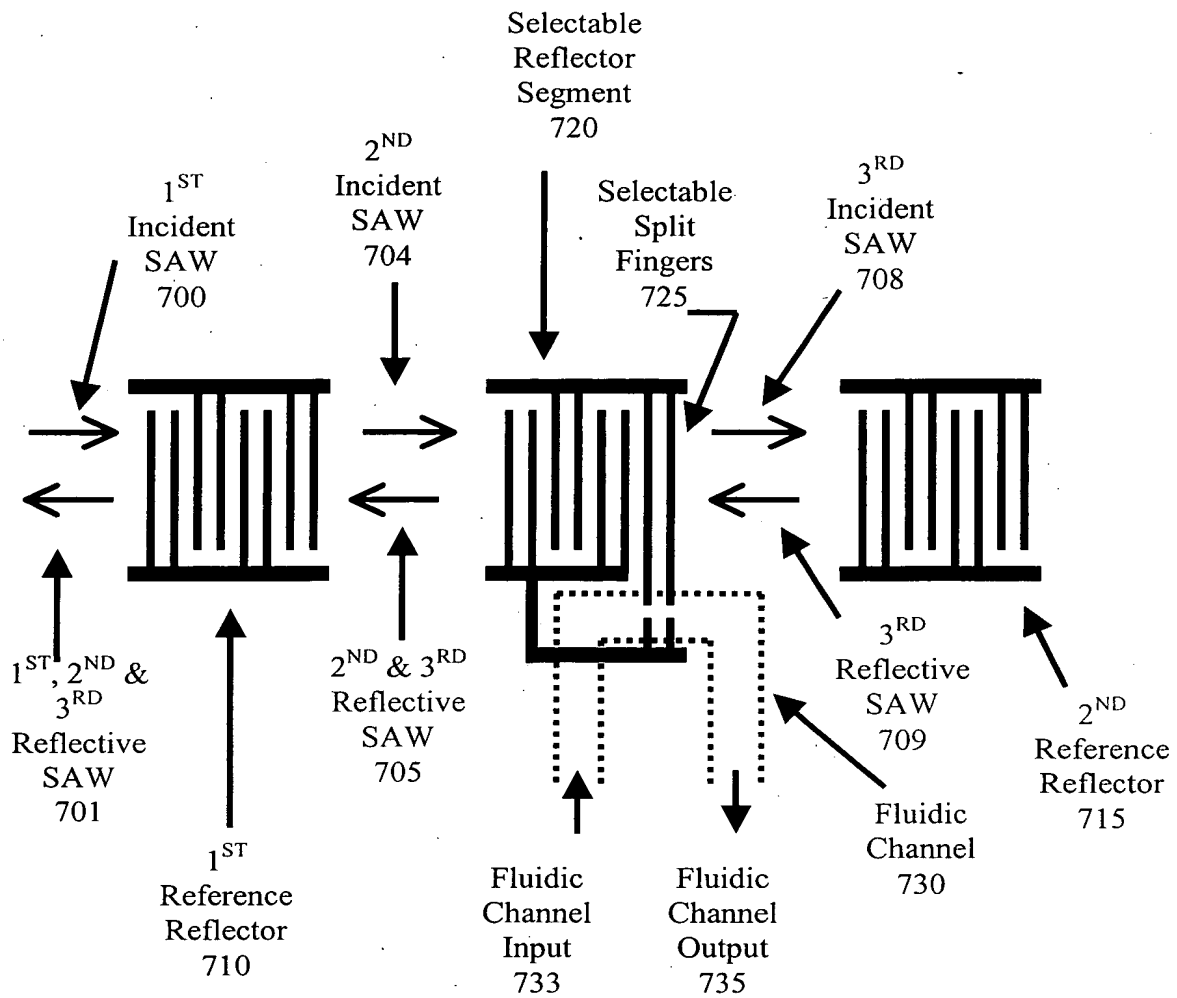 Selectable
Reflector
Segment
720
2ND
Incident
SAW
704
1ST
Incident
SAW
700
Selectable
Split
Fingers
725
3RD
Incident
SAW
708
1ST, 2ND &
3RD
Reflective
SAW
701
2ND & 3RD
Reflective
SAW
705
3RD
Reflective
SAW
709
2ND
Reference
Reflector
715
1ST
Reference
Reflector
710
Fluidic
Channel
Input
733
Fluidic
Channel
Output
735
Fluidic
Channel
730